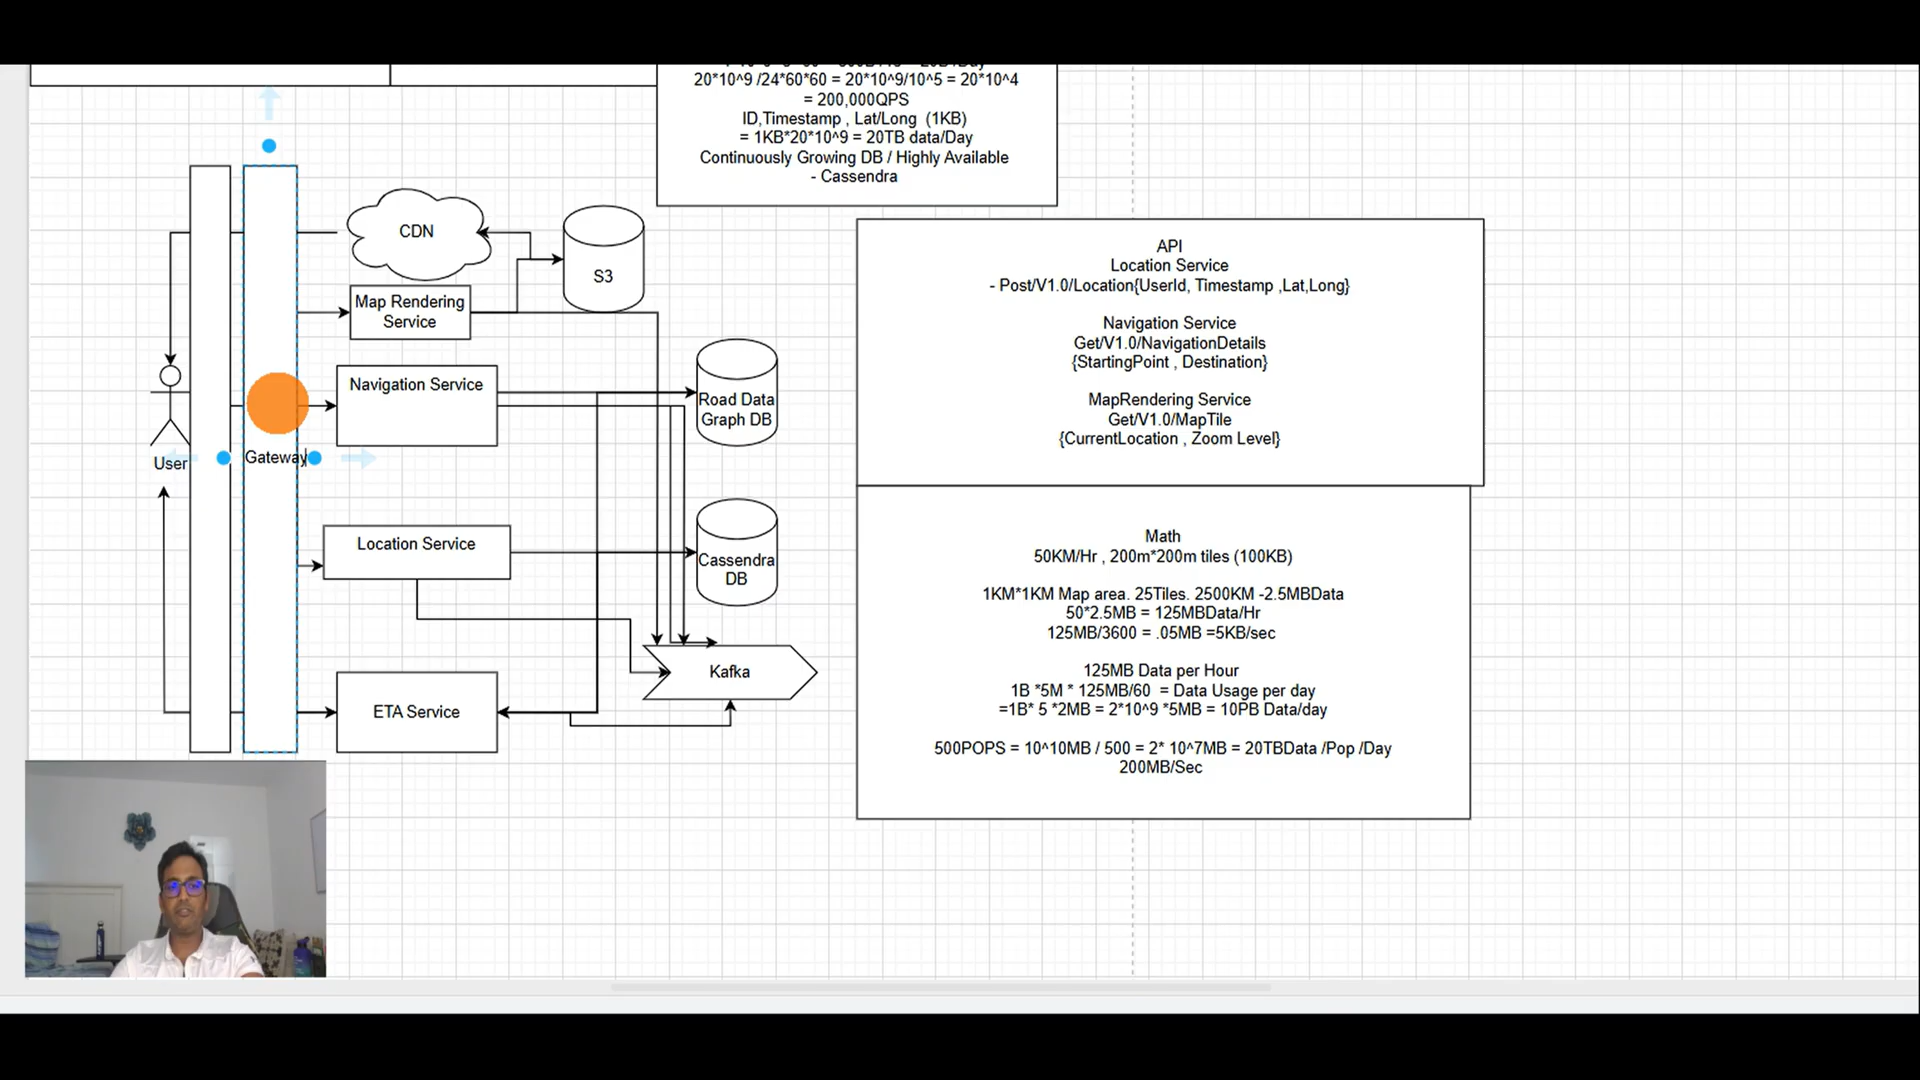 20*10^9 /24*60*60 = 20*10^9/10^5 = 20*10^4
= 200,000QPS
ID,Timestamp , Lat/Long (1KB)
= 1KB*20*10^9 = 20TB data/Day
Continuously Growing DB / Highly Available
- Cassendra
CDN
S3
Map Rendering
Service
Navigation Service
Road Data
Graph DB
User
Gateway
Location Service
Cassendra
DB
Kafka
ETA Service
API
Location Service
- Post/V1.0/Location{UserId, Timestamp ,Lat,Long}
Navigation Service
Get/V1.0/NavigationDetails
{StartingPoint , Destination}
MapRendering Service
Get/V1.0/MapTile
{CurrentLocation , Zoom Level}
Math
50KM/Hr , 200m*200m tiles (100KB)
1KM*1KM Map area. 25Tiles. 2500KM -2.5MBData
50*2.5MB = 125MBData/Hr
125MB/3600 = .05MB =5KB/sec
125MB Data per Hour
1B *5M * 125MB/60 = Data Usage per day
=1B* 5 *2MB = 2*10^9 *5MB = 10PB Data/day
500POPS = 10^10MB / 500 = 2* 10^7MB = 20TBData /Pop /Day
200MB/Sec